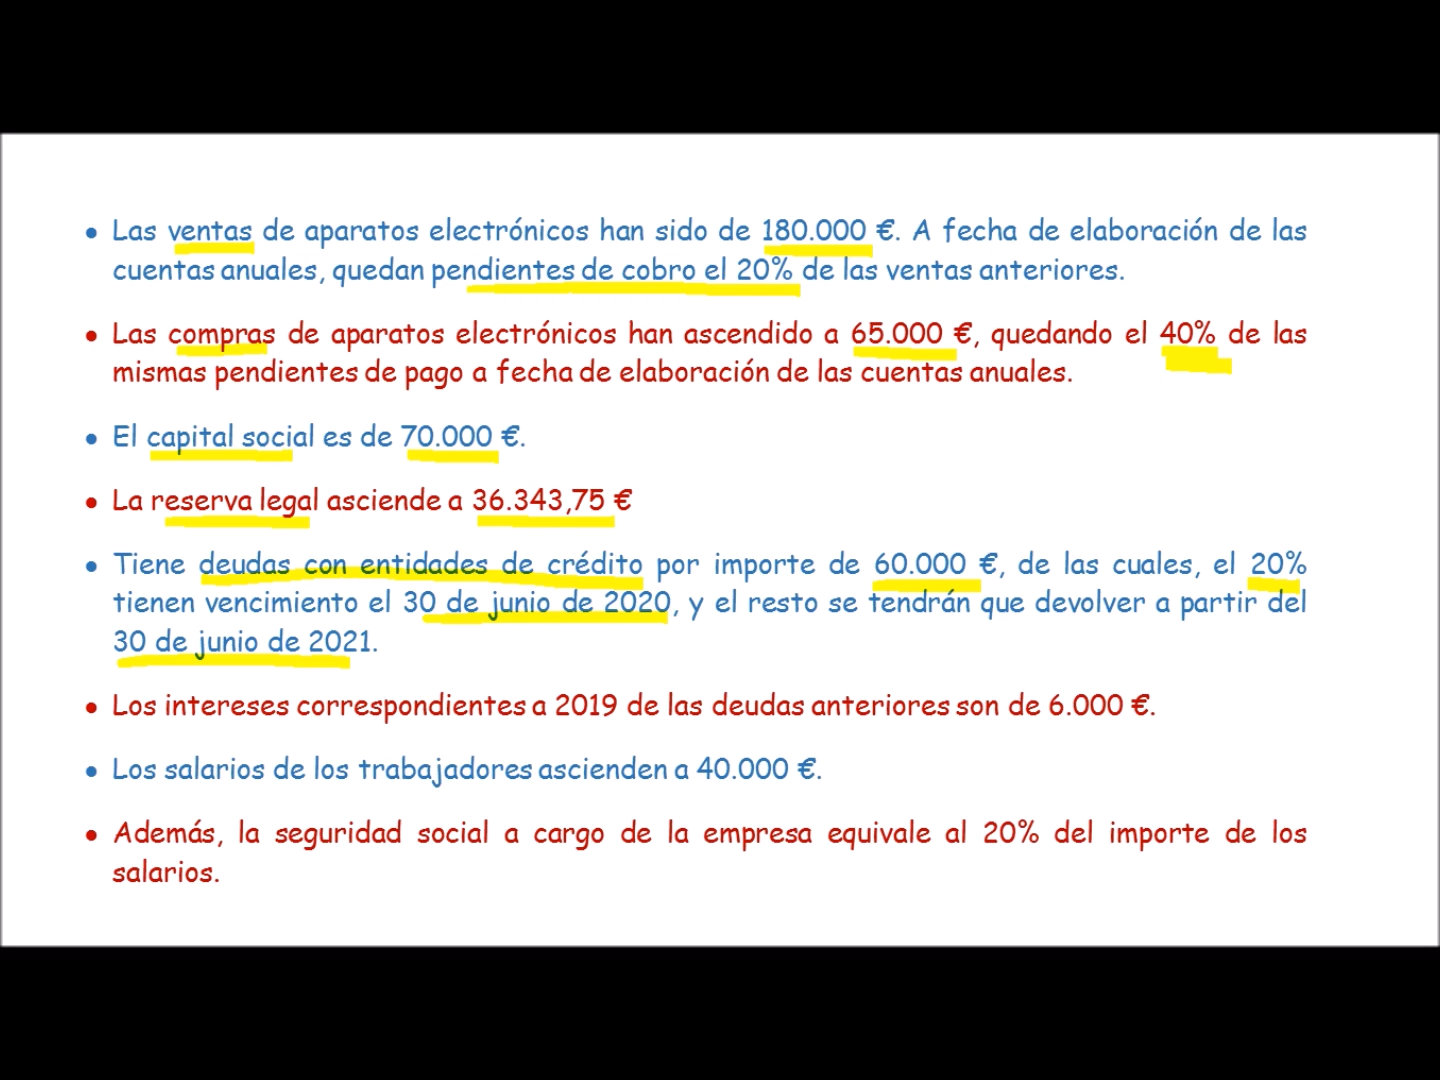 • Las ventas de aparatos electrónicos han sido de 180.000 €. A fecha de elaboración de las
cuentas anuales, quedan pendientes de cobro el 20% de las ventas anteriores.
• Las compras de aparatos electrónicos han ascendido a 65.000 €, quedando el 40% de las
mismas pendientes de pago a fecha de elaboración de las cuentas anuales.
• El capital social es de 70.000 €.
• La reserva legal asciende a 36.343,75 €
• Tiene deudas con entidades de crédito por importe de 60.000 €, de las cuales, el 20%
tienen vencimiento el 30 de junio de 2020, y el resto se tendrán que devolver a partir del
30 de junio de 2021.
• Los intereses correspondientes a 2019 de las deudas anteriores son de 6.000 €.
• Los salarios de los trabajadores ascienden a 40.000 €.
• Además, la seguridad social a cargo de la empresa equivale al 20% del importe de los
salarios.